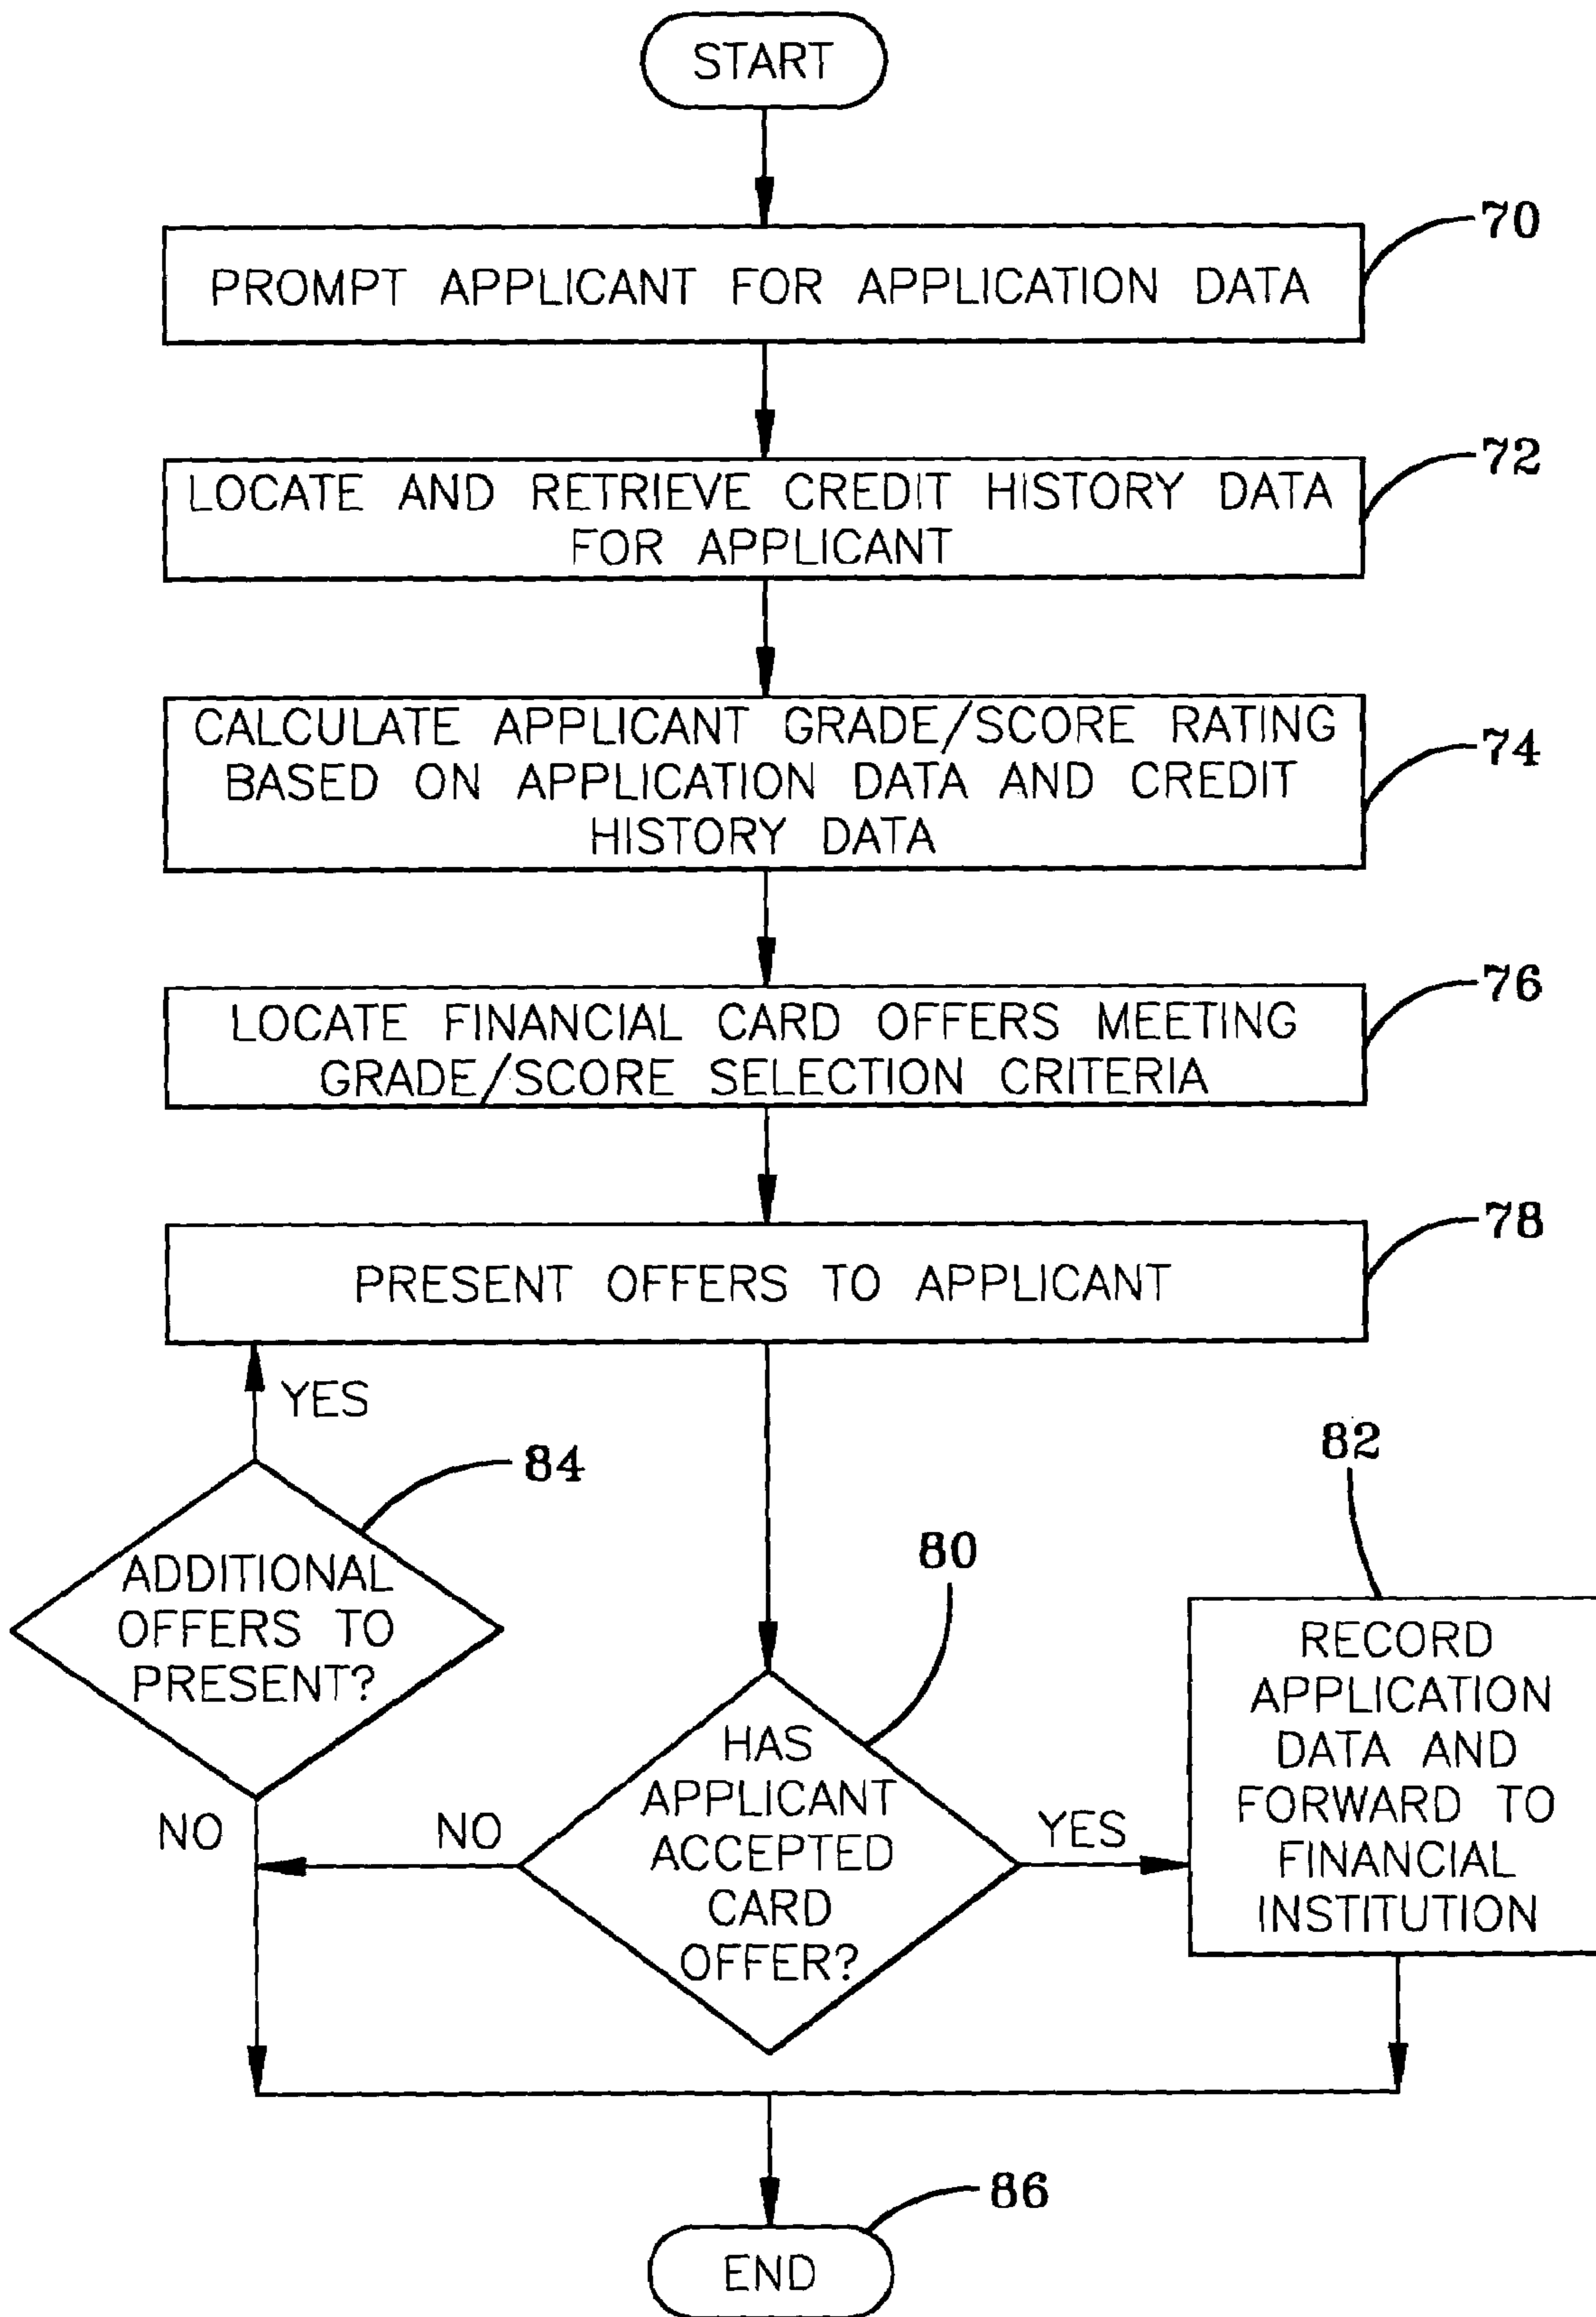 START
70
PROMPT APPLICANT FOR APPLICATION DATA
72
LOCATE AND RETRIEVE CREDIT HISTORY DATA
FOR APPLICANT
74
CALCULATE APPLICANT GRADE/SCORE RATING
BASED ON APPLICATION DATA AND CREDIT
HISTORY DATA
76
LOCATE FINANCIAL CARD OFFERS MEETING
GRADE/SCORE SELECTION CRITERIA
78
PRESENT OFFERS TO APPLICANT
YES
84
ADDITIONAL
OFFERS TO
PRESENT?
NO
80
HAS
APPLICANT
ACCEPTED
CARD
OFFER?
NO
YES
82
RECORD
APPLICATION
DATA AND
FORWARD TO
FINANCIAL
INSTITUTION
86
END